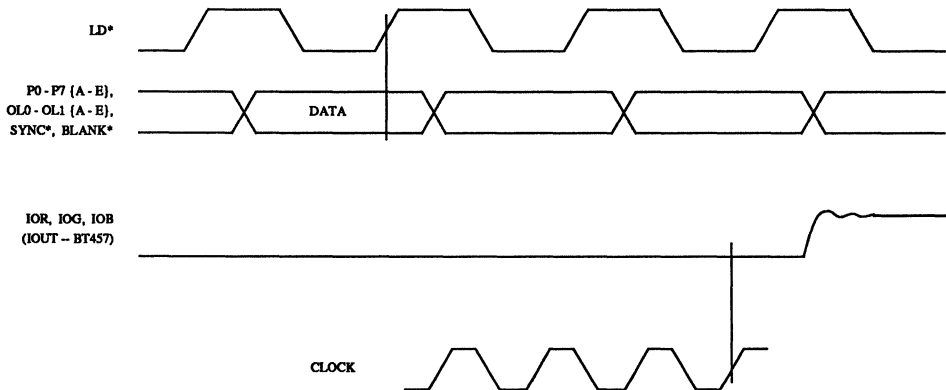 LD*
P0 - P7 {A - E},
OL0 - OL1 {A - E},
SYNC*, BLANK*
DATA
IOR, IOG, IOB
(IOUT -- BT457)
CLOCK